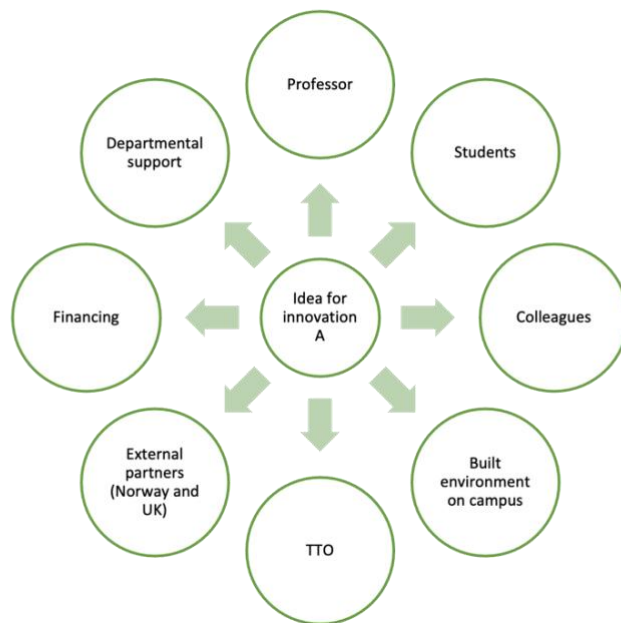 Professor
Departmental
support
Students
Financing
Idea for
innovation
A
Colleagues
External
partners
(Norway and
UK)
Built
environment
on campus
TTO